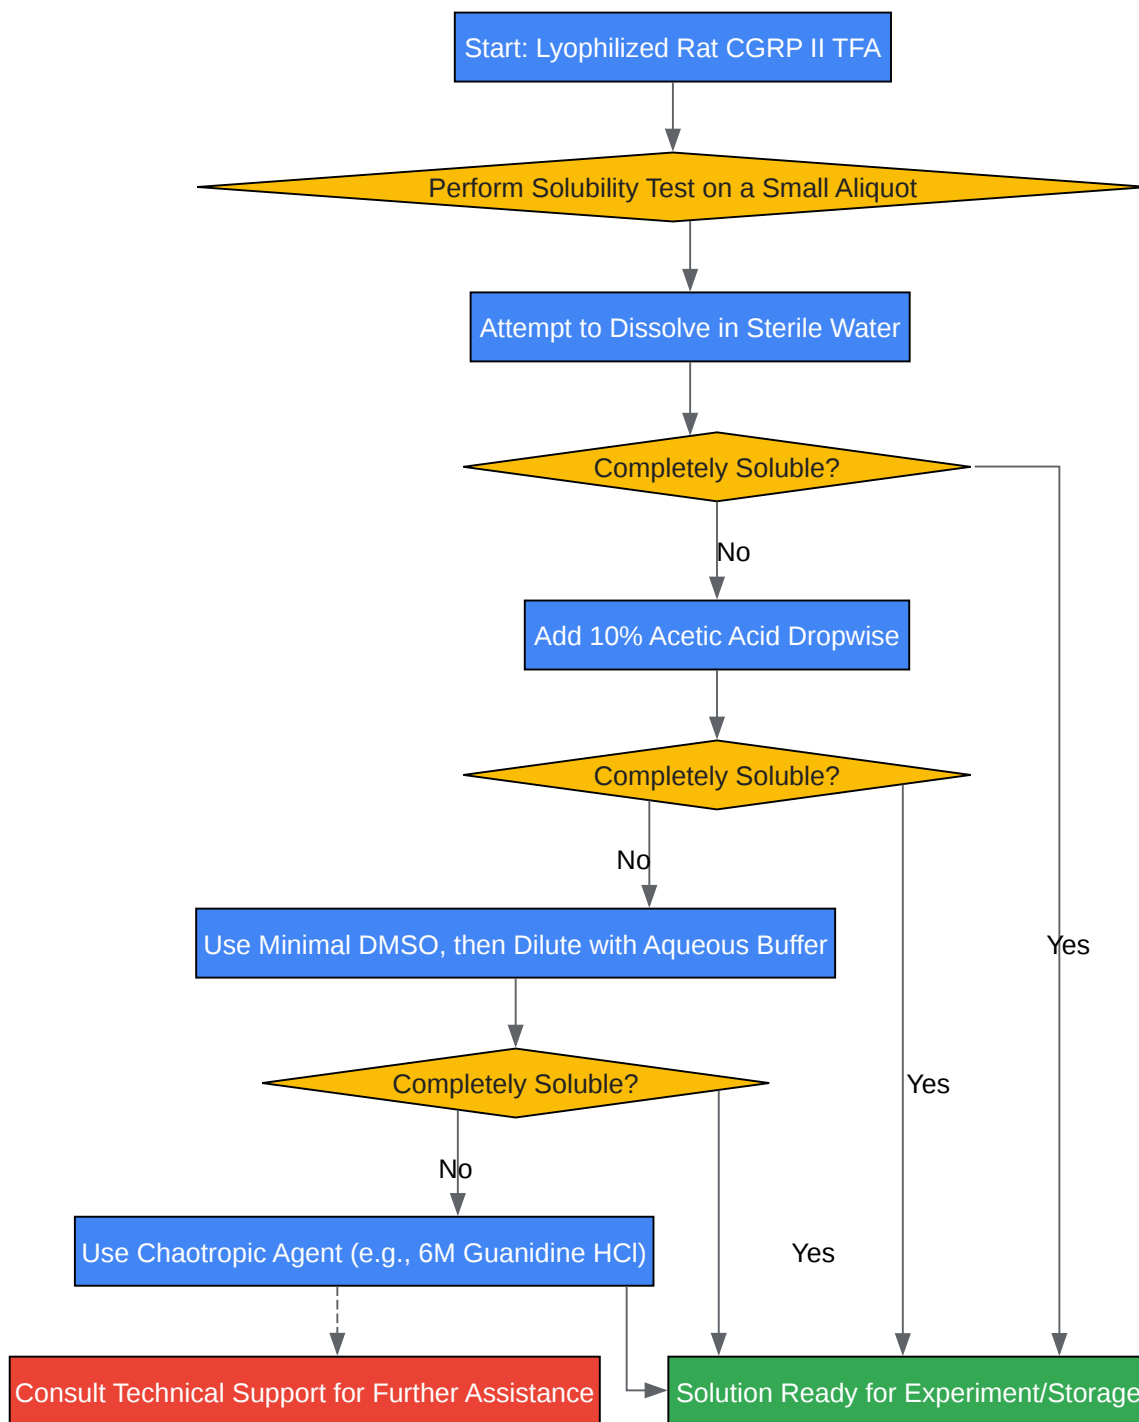 Start: Lyophilized Rat CGRP II TFA
Perform Solubility Test on a Small Aliquot
Attempt to Dissolve in Sterile Water
Completely Soluble?
No
Add 10% Acetic Acid Dropwise
Completely Soluble?
No
Use Minimal DMSO, then Dilute with Aqueous Buffer
Yes
Completely Soluble?
Yes
No
Use Chaotropic Agent (e.g., 6M Guanidine HCl)
Yes
Consult Technical Support for Further Assistance
Solution Ready for Experiment/Storage